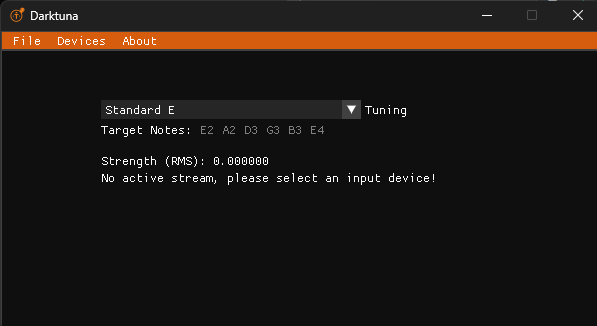 Darktuna
File Devices About
Standard E Tuning
Target Notes: E2 A2 D3 G3 B3 E4
Strength (RMS): 0.000000
No active stream, please select an input device!